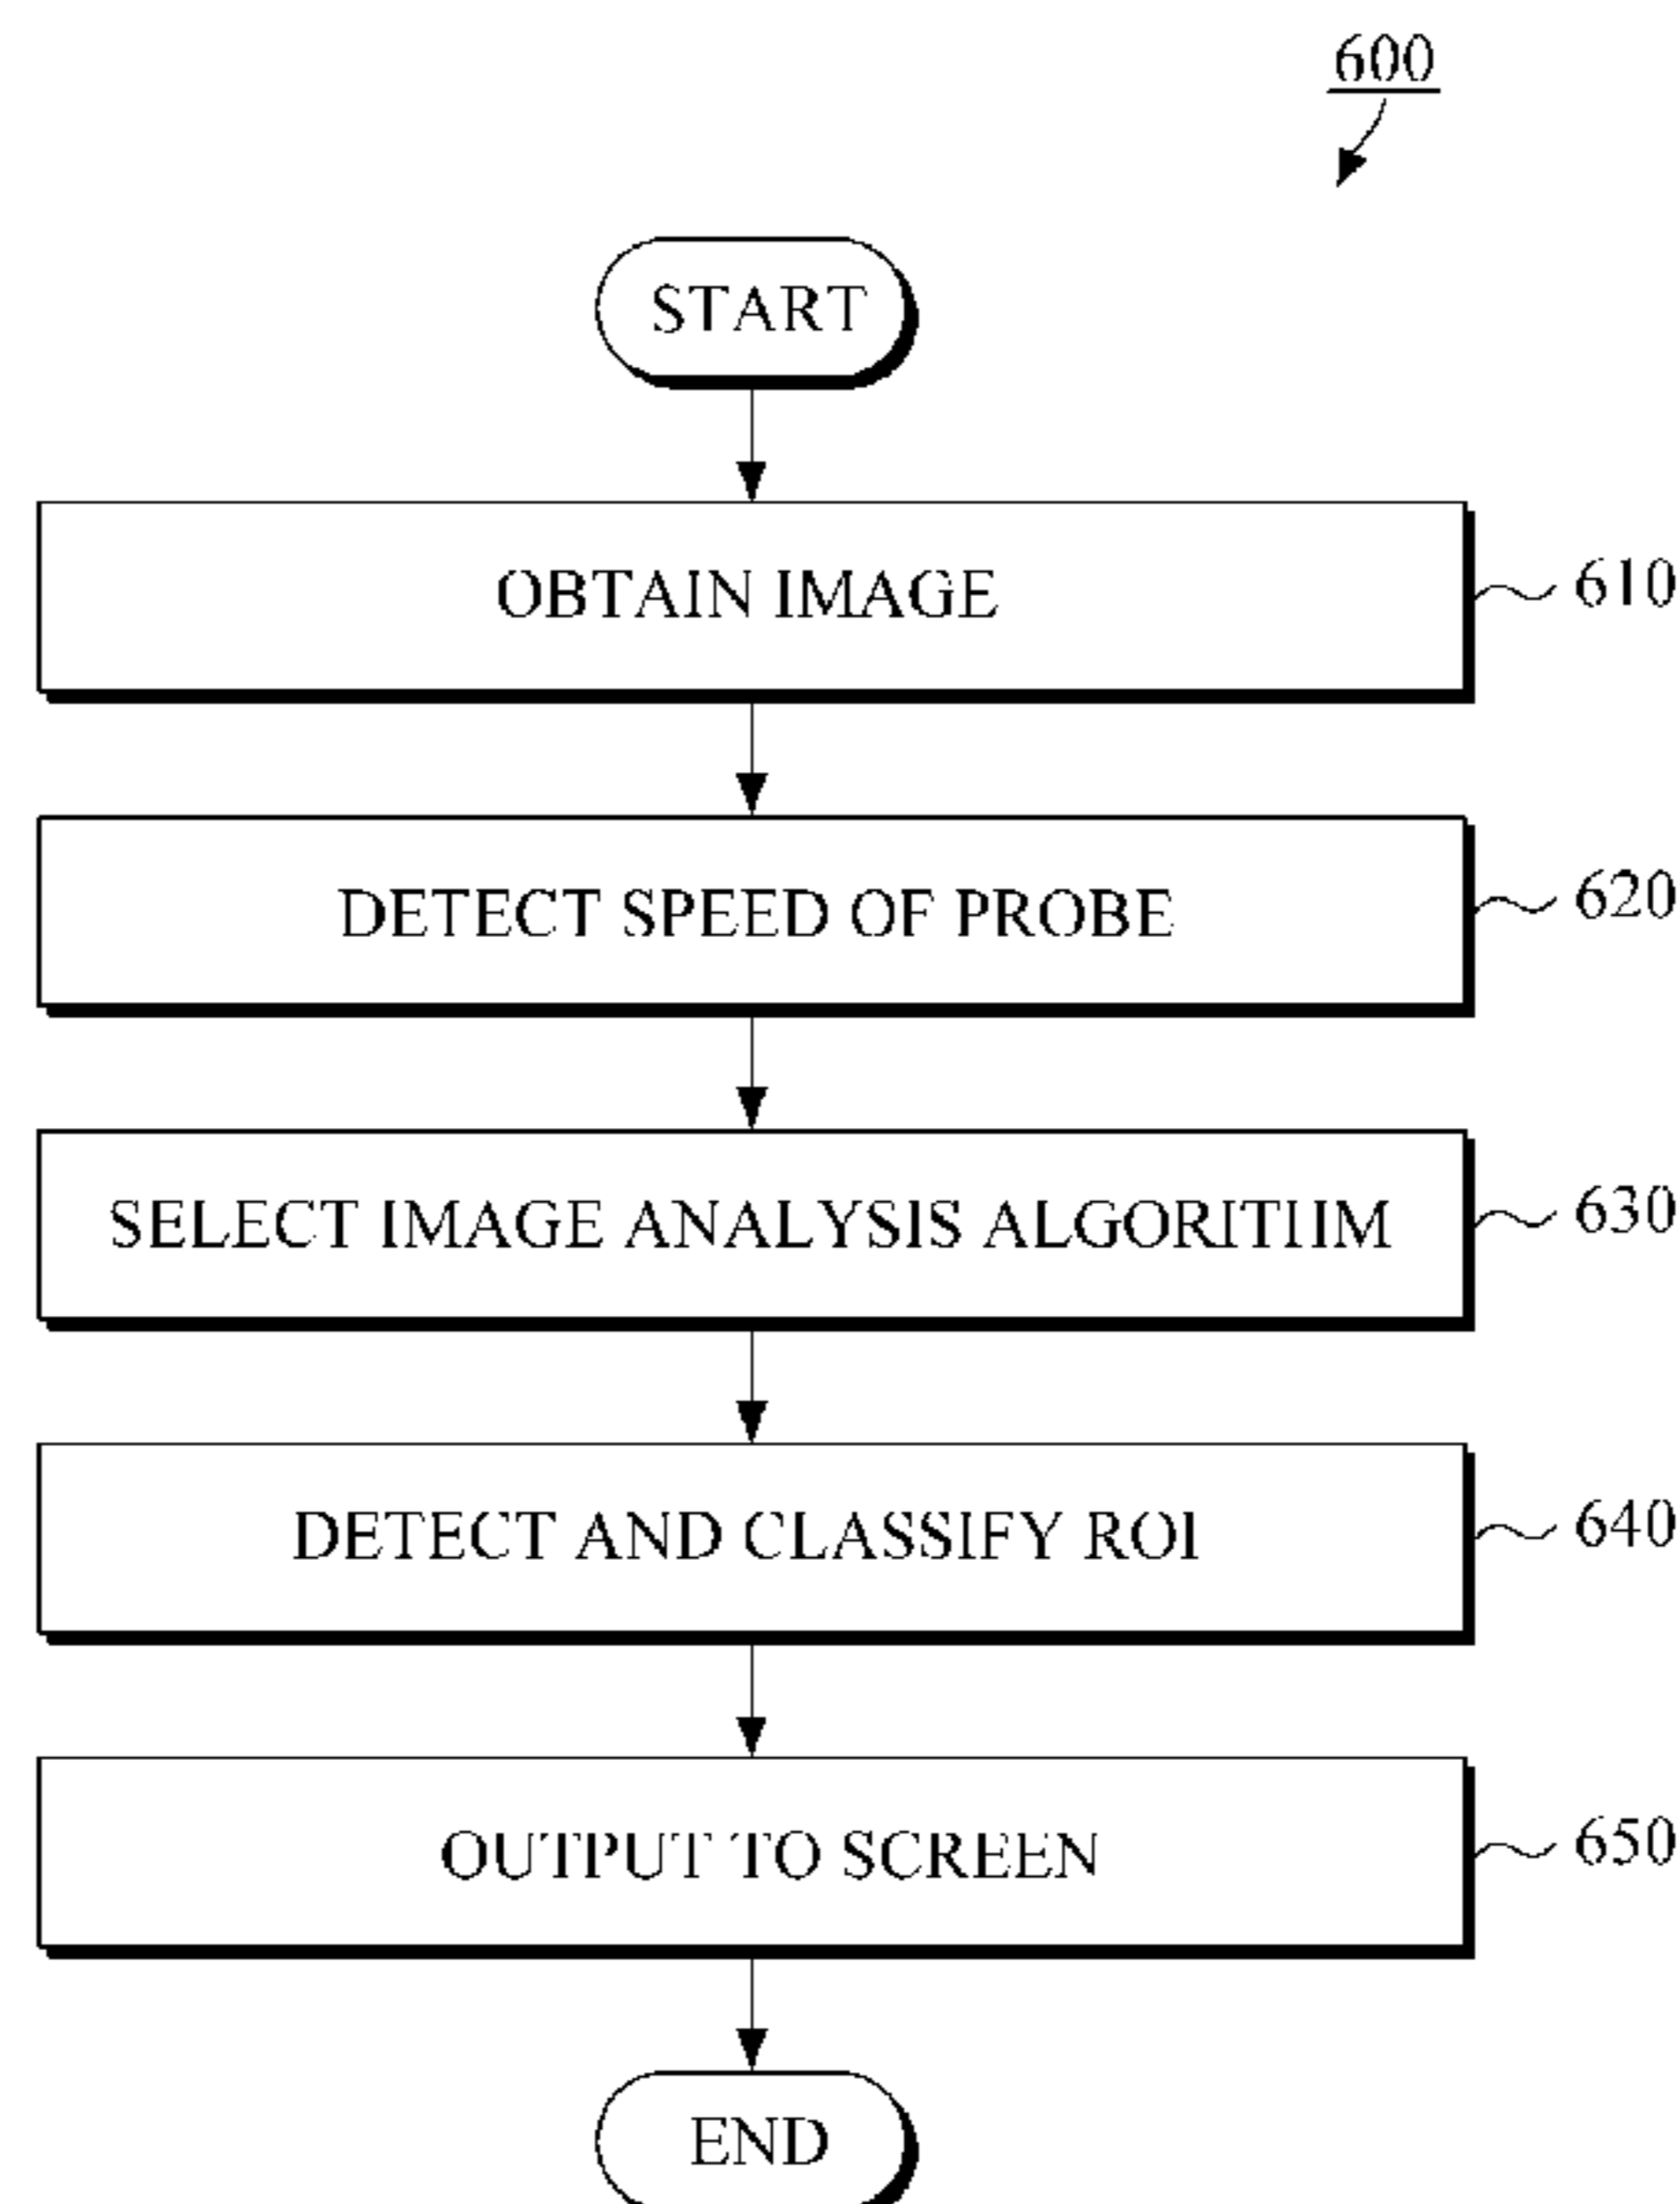 600
START
OBTAIN IMAGE
610
DETECT SPEED OF PROBE
620
SELECT IMAGE ANALYSIS ALGORITHM
630
DETECT AND CLASSIFY ROI
640
OUTPUT TO SCREEN
650
END